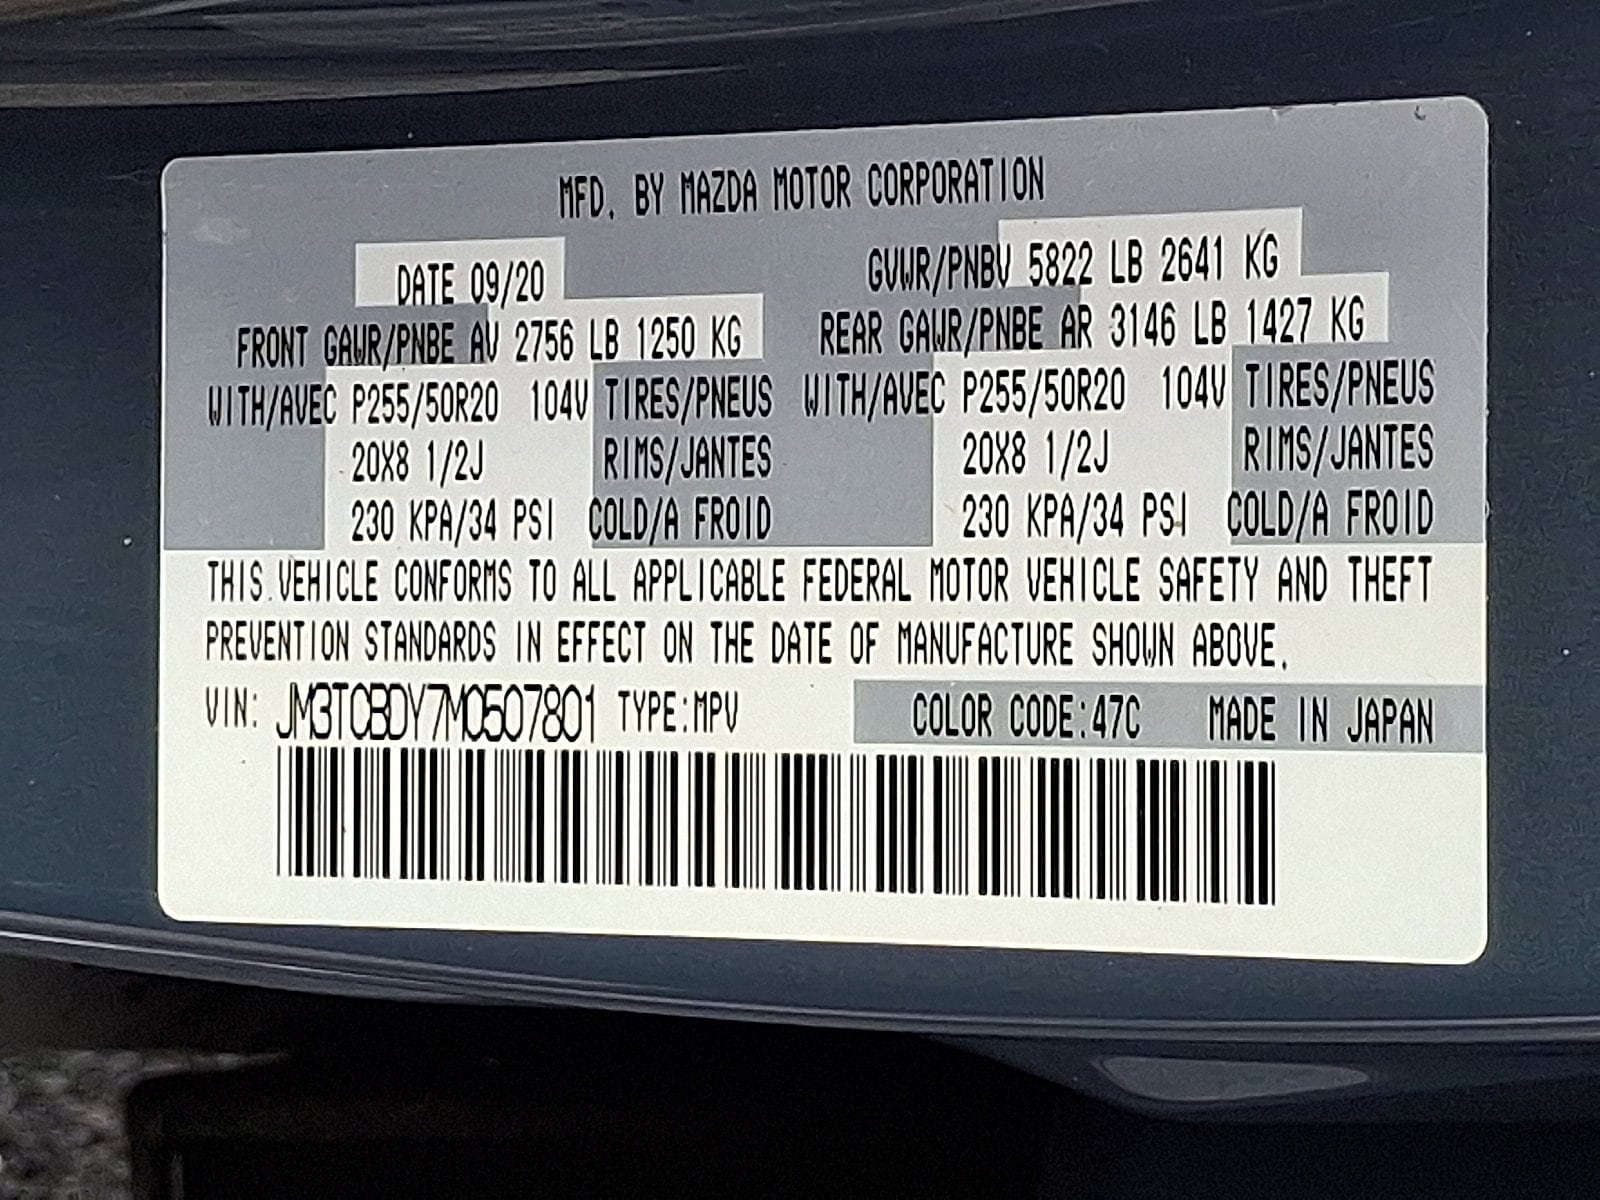 MFD. BY MAZDA MOTOR CORPORATION
DATE 09/20 GVWR/PNBV 5822 LB 2641 KG
FRONT GAWR/PNBE AV 2756 LB 1250 KG REAR GAWR/PNBE AR 3146 LB 1427 KG
WITH/AVEC P255/50R20 104V TIRES/PNEUS WITH/AVEC P255/50R20 104V TIRES/PNEUS
20X8 1/2J RIMS/JANTES 20X8 1/2J RIMS/JANTES
230 KPA/34 PSI COLD/A FROID 230 KPA/34 PSI COLD/A FROID
THIS VEHICLE CONFORMS TO ALL APPLICABLE FEDERAL MOTOR VEHICLE SAFETY AND THEFT
PREVENTION STANDARDS IN EFFECT ON THE DATE OF MANUFACTURE SHOWN ABOVE.
VIN: JM3TCBDY7M0507801 TYPE:MPV COLOR CODE:47C MADE IN JAPAN